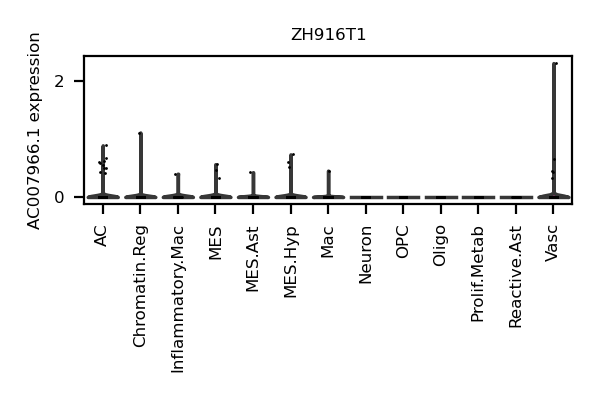 ZH916T1
AC007966.1 expression
2
0
AC
Chromatin.Reg
Inflammatory.Mac
MES
MES.Ast
MES.Hyp
Mac
Neuron
OPC
Oligo
Prolif.Metab
Reactive.Ast
Vasc